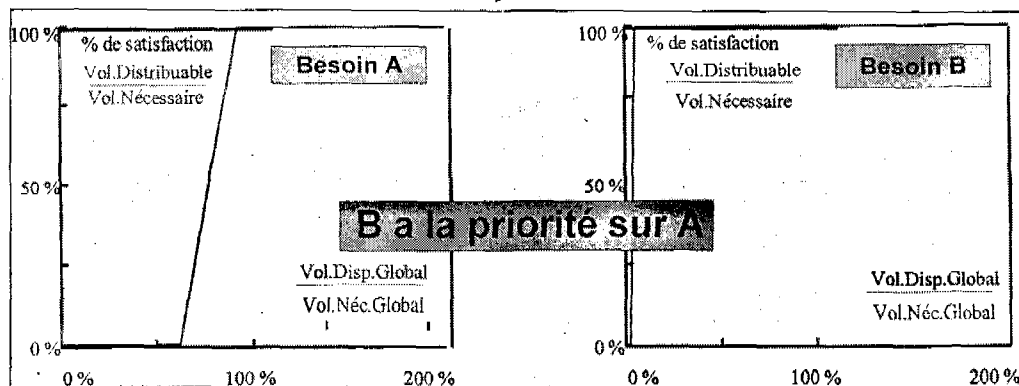 100 %
% de satisfaction
Vol.Distribuable
Vol.Nécessaire
Besoin A
50 %
0 %
Vol.Disp.Global
Vol.Néc.Global
0 %
100 %
200 %
B a la priorité sur A
100 %
% de satisfaction
Vol.Distribuable
Vol.Nécessaire
Besoin B
50 %
0 %
Vol.Disp.Global
Vol.Néc.Global
0 %
100 %
200 %